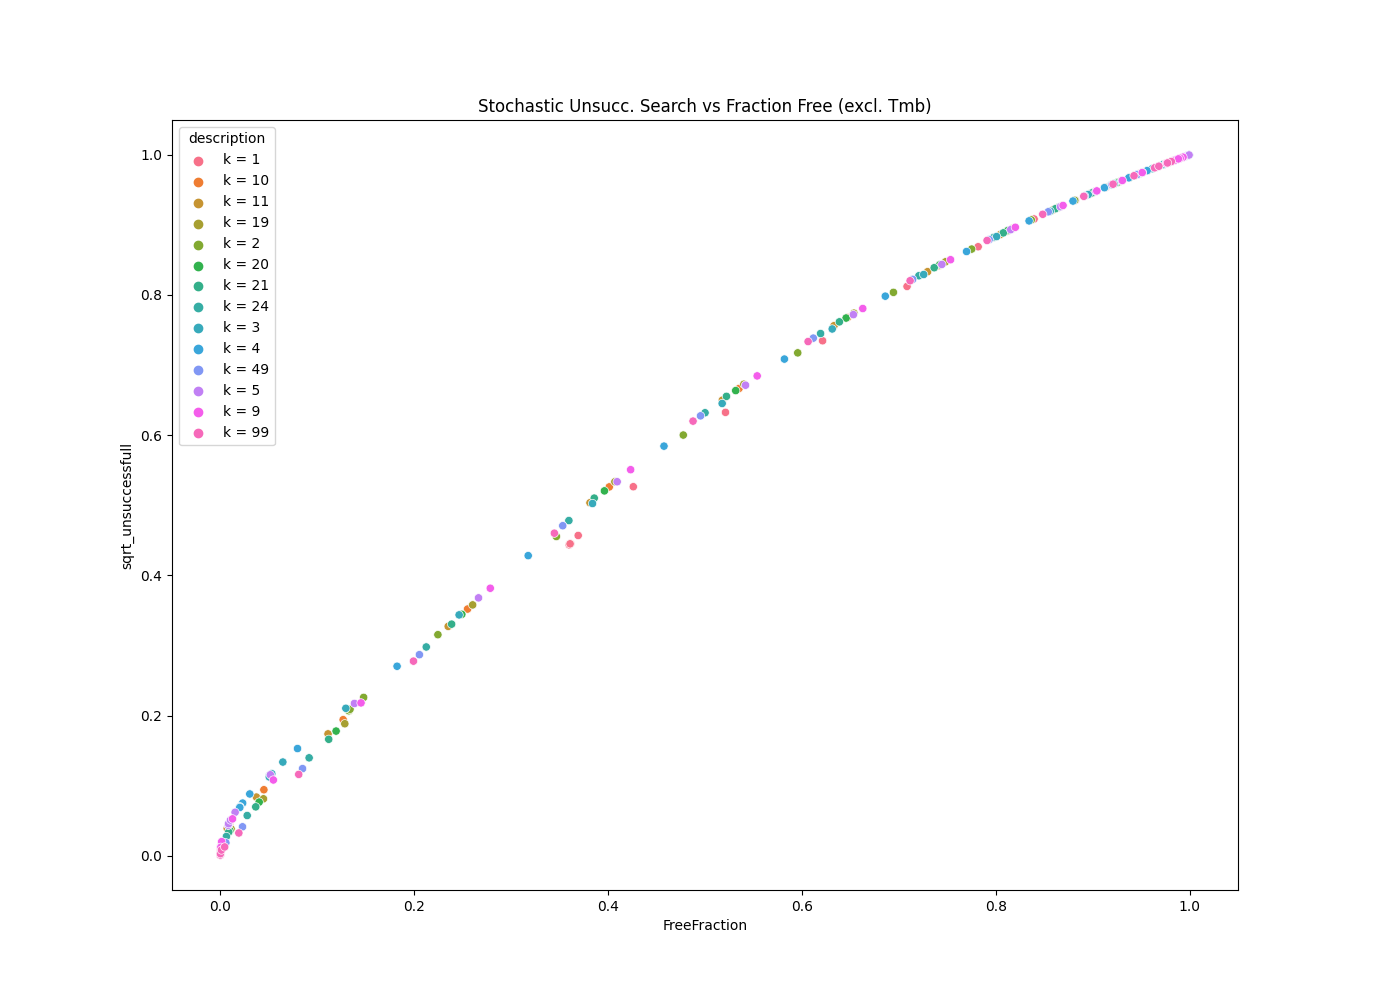 Stochastic Unsucc. Search vs Fraction Free (excl. Tmb)
description
k = 1
k = 10
k = 11
k = 19
k = 2
k = 20
k = 21
k = 24
k = 3
k = 4
k = 49
k = 5
k = 9
k = 99
1.0
0.8
0.6
0.4
0.2
0.0
sqrt_unsuccessfull
0.0 0.2 0.4 0.6 0.8 1.0
FreeFraction